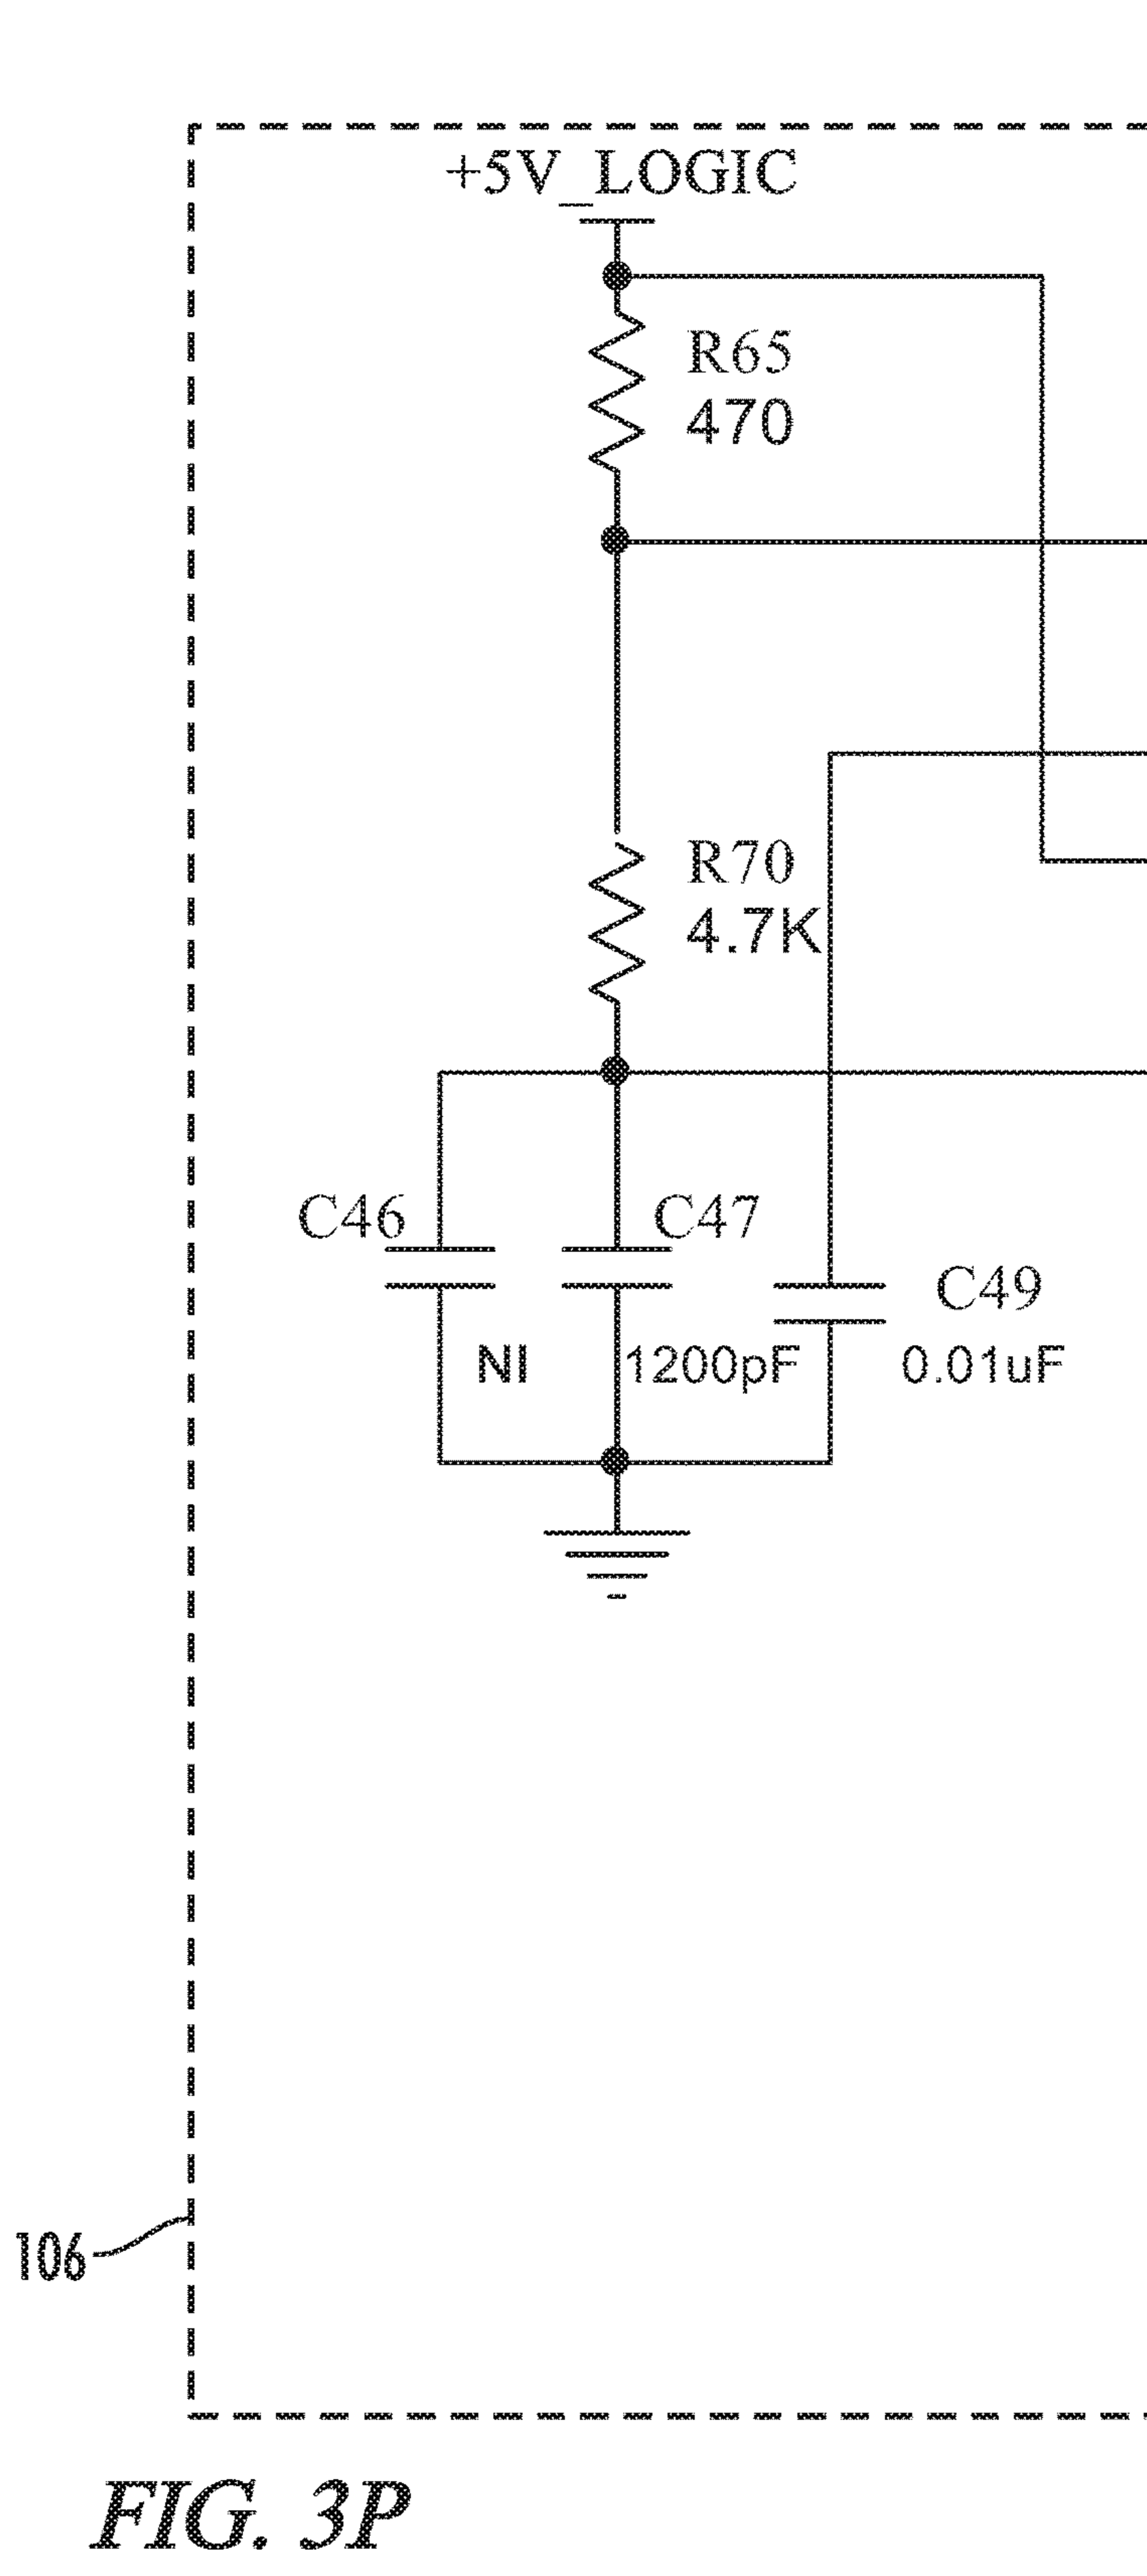 +5V_LOGIC
R65
470
R70
4.7K
C46
C47
C49
NI
1200pF
0.01uF
106
FIG. 3P